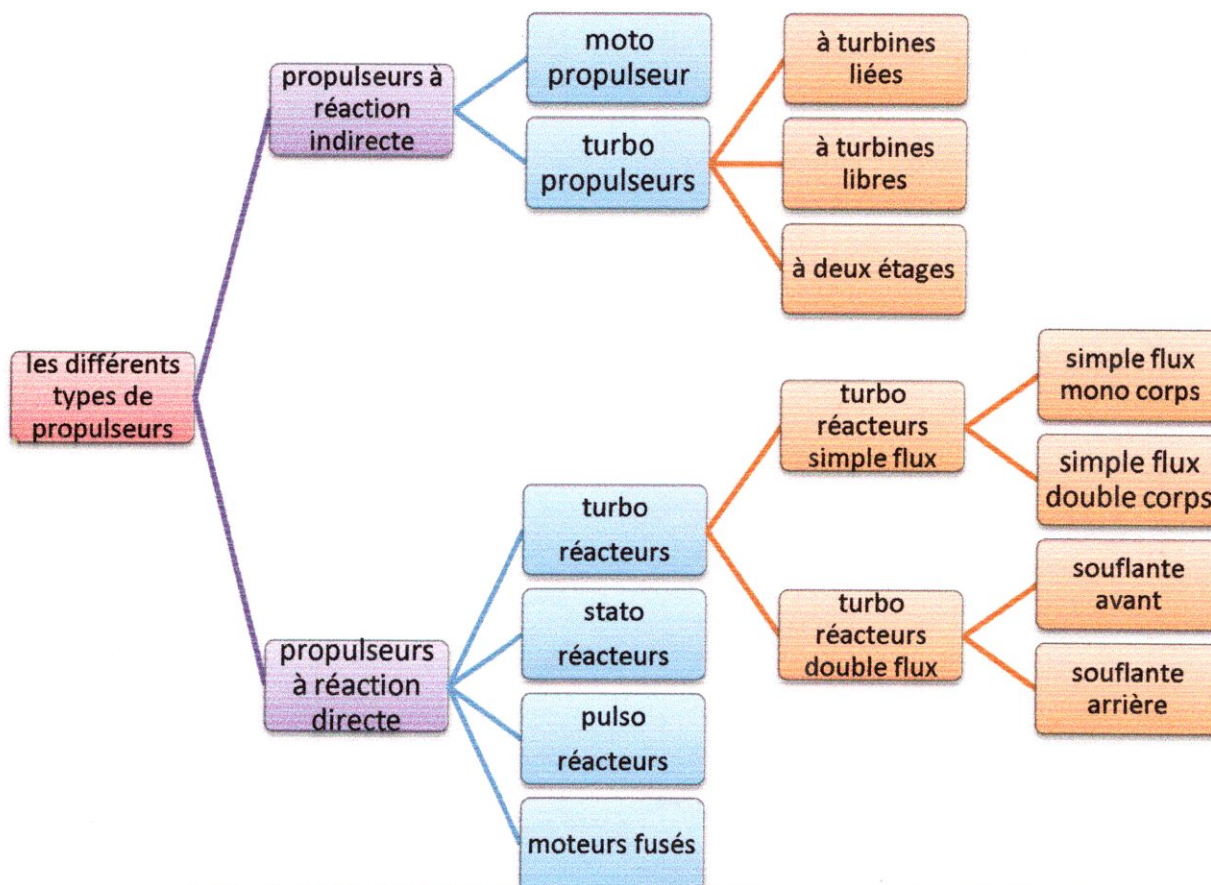 les différents
types de
propulseurs
propulseurs à
réaction
indirecte
moto
propulseur
turbo
propulseurs
à turbines
liées
à turbines
libres
à deux étages
propulseurs
à réaction
directe
turbo
réacteurs
turbo
réacteurs
simple flux
simple flux
mono corps
simple flux
double corps
turbo
réacteurs
double flux
souflante
avant
souflante
arrière
stato
réacteurs
pulso
réacteurs
moteurs fusés